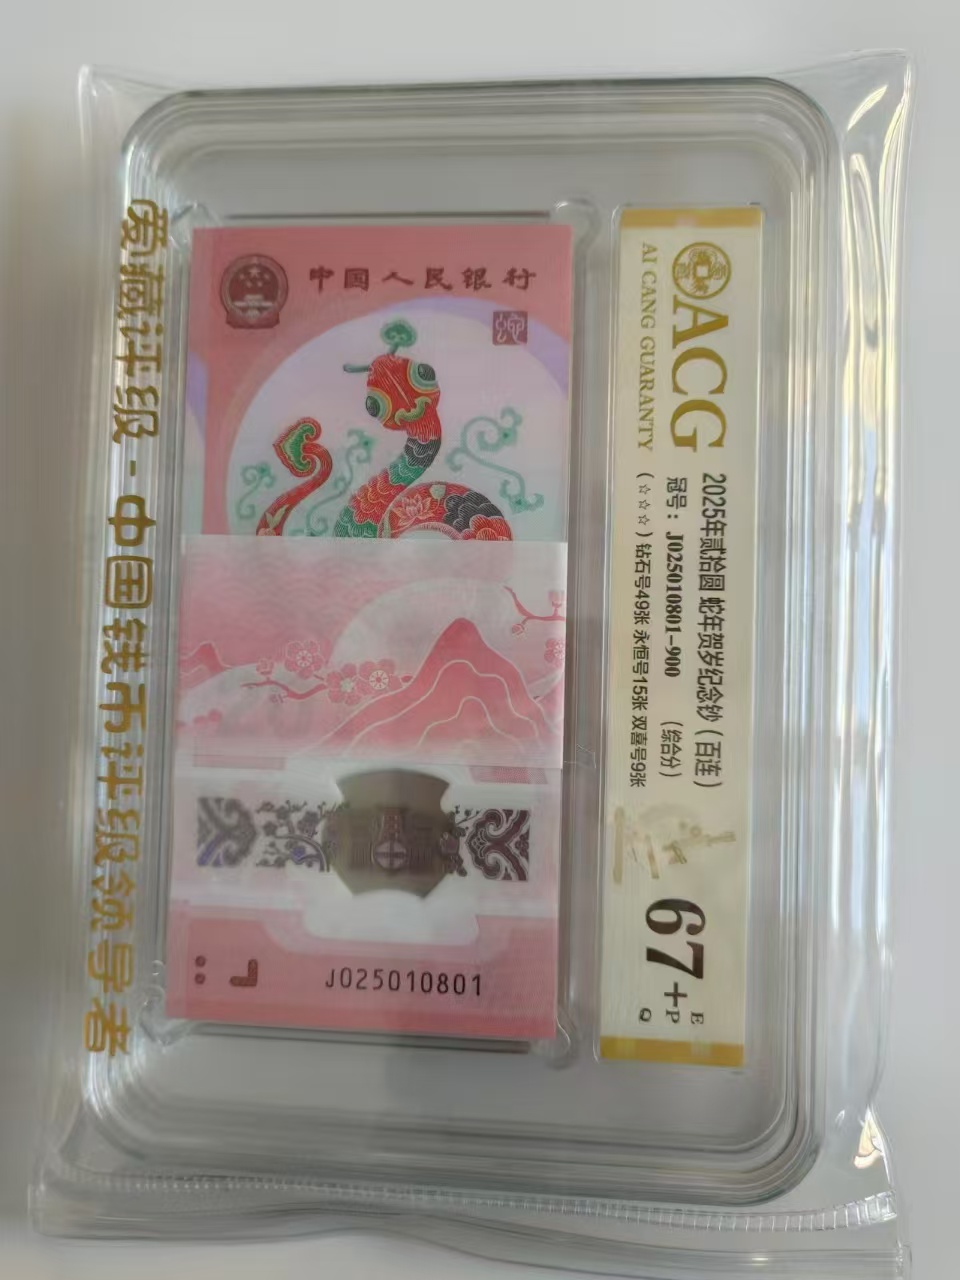 爱藏评级 - 中国钱币评级领导者
中国人民银行
J025010801
ACG
AI CANG GUARANTY
2025年贰拾圆 蛇年贺岁纪念钞（百连）
冠号：J025010801-900 （综合分）
（☆☆☆）钻石号49张 永恒号15张 双喜号9张
67+
E
P
Q